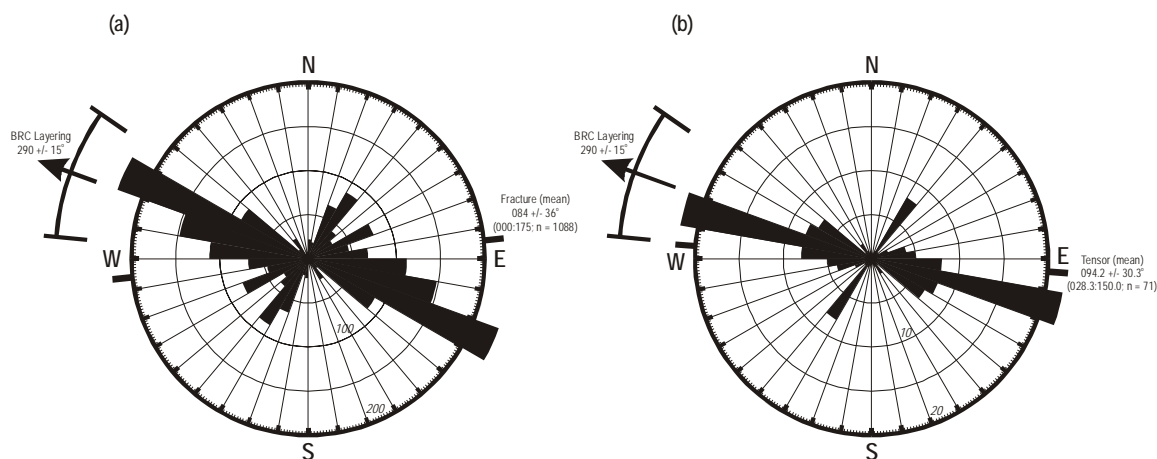 (a)
N
BRC Layering
290 +/- 15°
Fracture (mean)
084 +/- 36°
(000:175; n = 1088)
W
E
100
200
S
(b)
N
BRC Layering
290 +/- 15°
W
E
Tensor (mean)
094.2 +/- 30.3°
(028.3:150.0; n = 71)
10
20
S